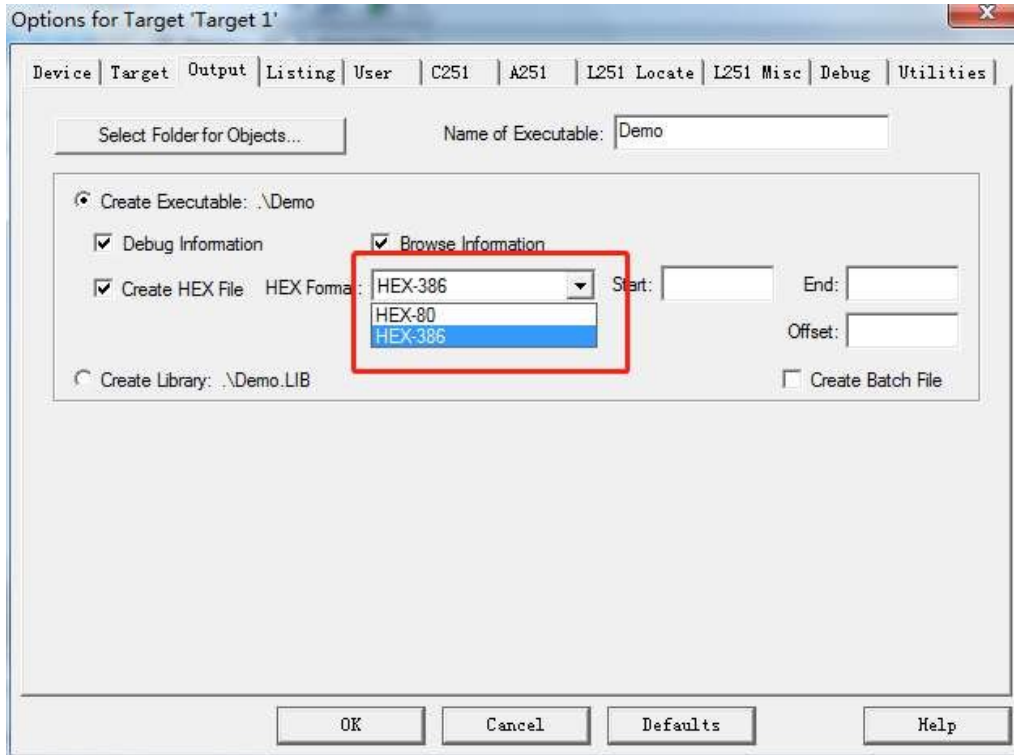 Options for Target 'Target 1'
Device Target Output Listing User C251 A251 L251 Locate L251 Misc Debug Utilities
Select Folder for Objects... Name of Executable: Demo
Create Executable: .\Demo
Debug Information Browse Information
Create HEX File HEX Format: HEX-386 Start: End:
HEX-80
HEX-386 Offset:
Create Library: .\Demo.LIB Create Batch File
OK Cancel Defaults Help